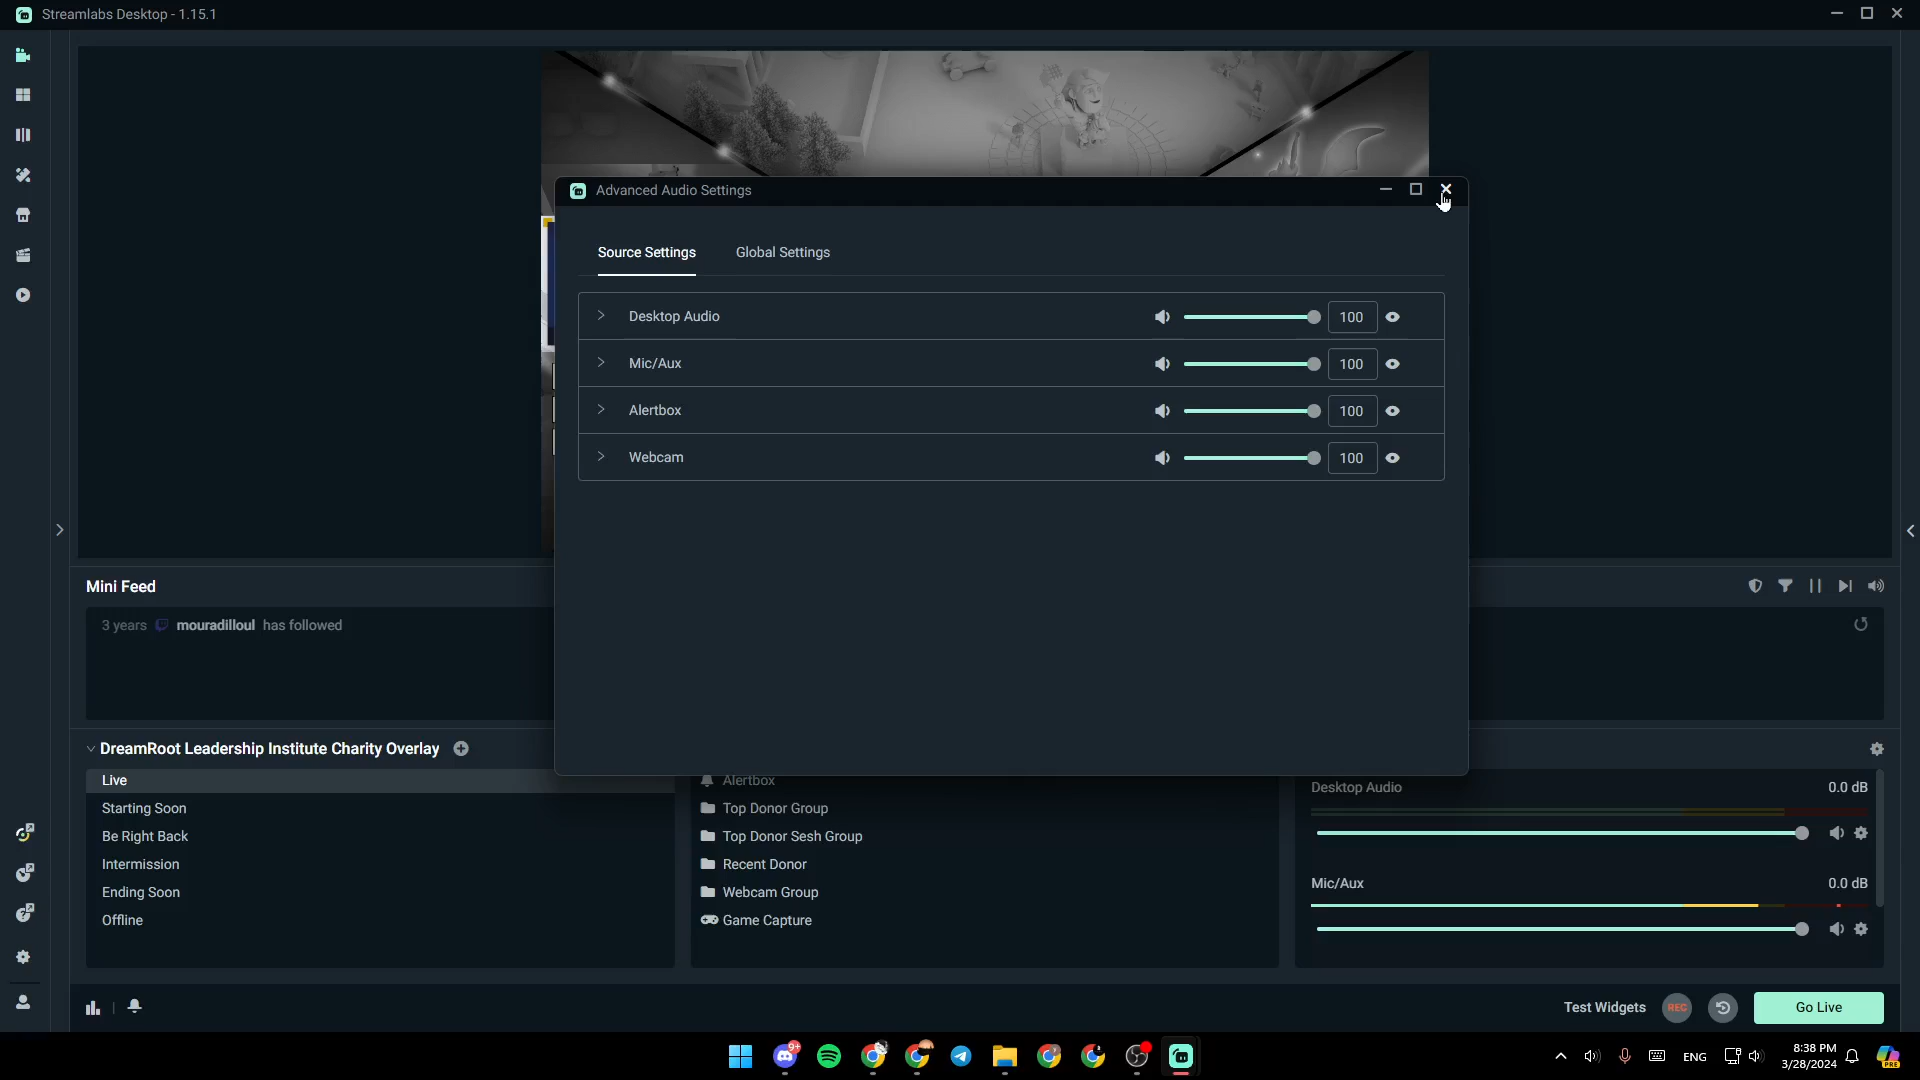 Streamlabs Desktop - 1.15.1
Advanced Audio Settings
Source Settings Global Settings
Desktop Audio 100
Mic/Aux 100
Alertbox 100
Webcam 100
Mini Feed
3 years mouradilloul has followed
DreamRoot Leadership Institute Charity Overlay
Live
Starting Soon
Be Right Back
Intermission
Ending Soon
Offline
Alertbox
Top Donor Group
Top Donor Sesh Group
Recent Donor
Webcam Group
Game Capture
Desktop Audio 0.0 dB
Mic/Aux 0.0 dB
Test Widgets REC Go Live
9+
ENG
8:38 PM
3/28/2024
PRE